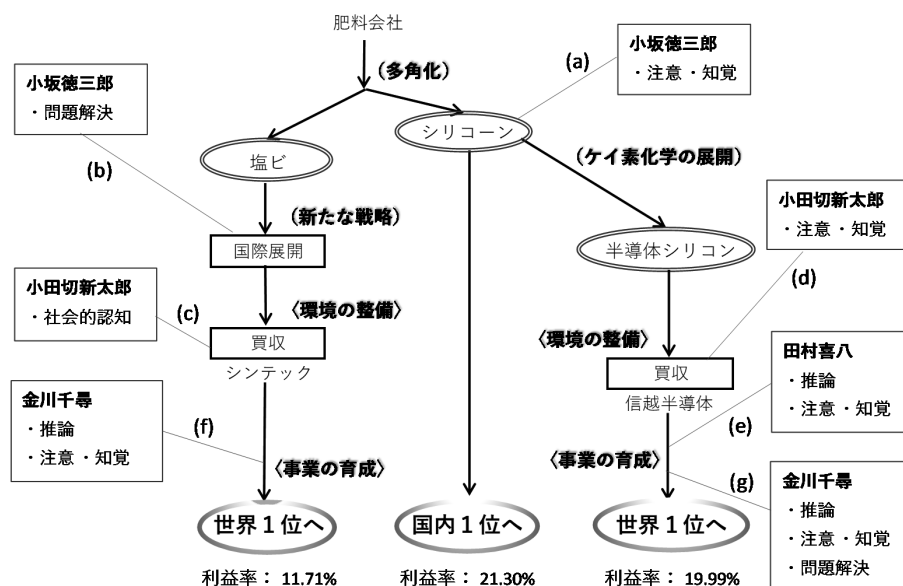 肥料会社
小坂徳三郎
・注意・知覚
(a)
（多角化）
小坂徳三郎
・問題解決
(b)
塩ビ
シリコーン
（ケイ素化学の展開）
（新たな戦略）
国際展開
半導体シリコン
小田切新太郎
・注意・知覚
(d)
小田切新太郎
・社会的認知
(c)
〈環境の整備〉
買収
シンテック
〈環境の整備〉
買収
信越半導体
田村喜八
・推論
・注意・知覚
(e)
金川千尋
・推論
・注意・知覚
(f)
〈事業の育成〉
〈事業の育成〉
(g)
金川千尋
・推論
・注意・知覚
・問題解決
世界１位へ
国内１位へ
世界１位へ
利益率： 11.71%
利益率： 21.30%
利益率： 19.99%